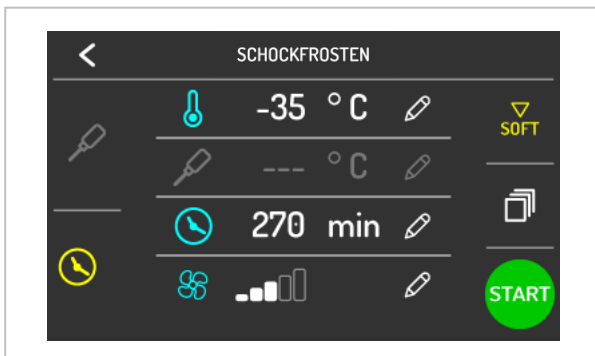 SCHOCKFROSTEN
-35 °C
SOFT
--- °C
270 min
START